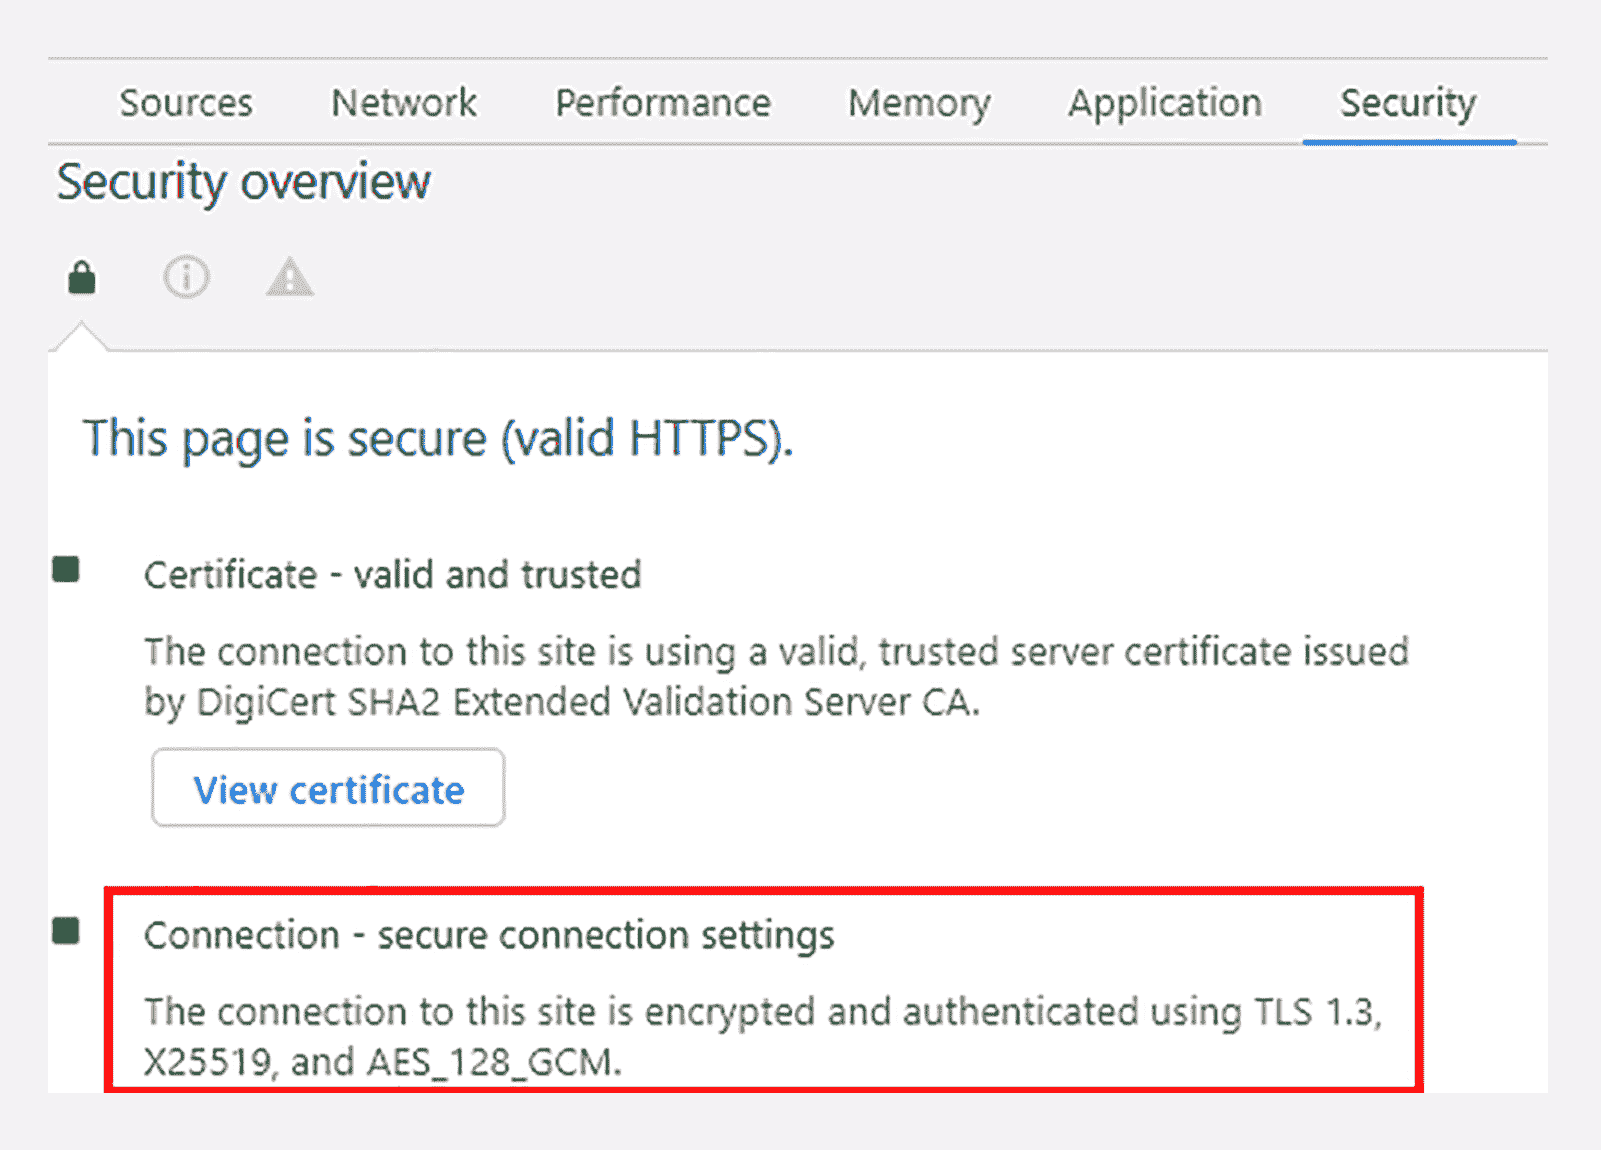 Sources Network Performance Memory Application Security
Security overview
This page is secure (valid HTTPS).
Certificate - valid and trusted
The connection to this site is using a valid, trusted server certificate issued
by DigiCert SHA2 Extended Validation Server CA.
View certificate
Connection - secure connection settings
The connection to this site is encrypted and authenticated using TLS 1.3,
X25519, and AES_128_GCM.